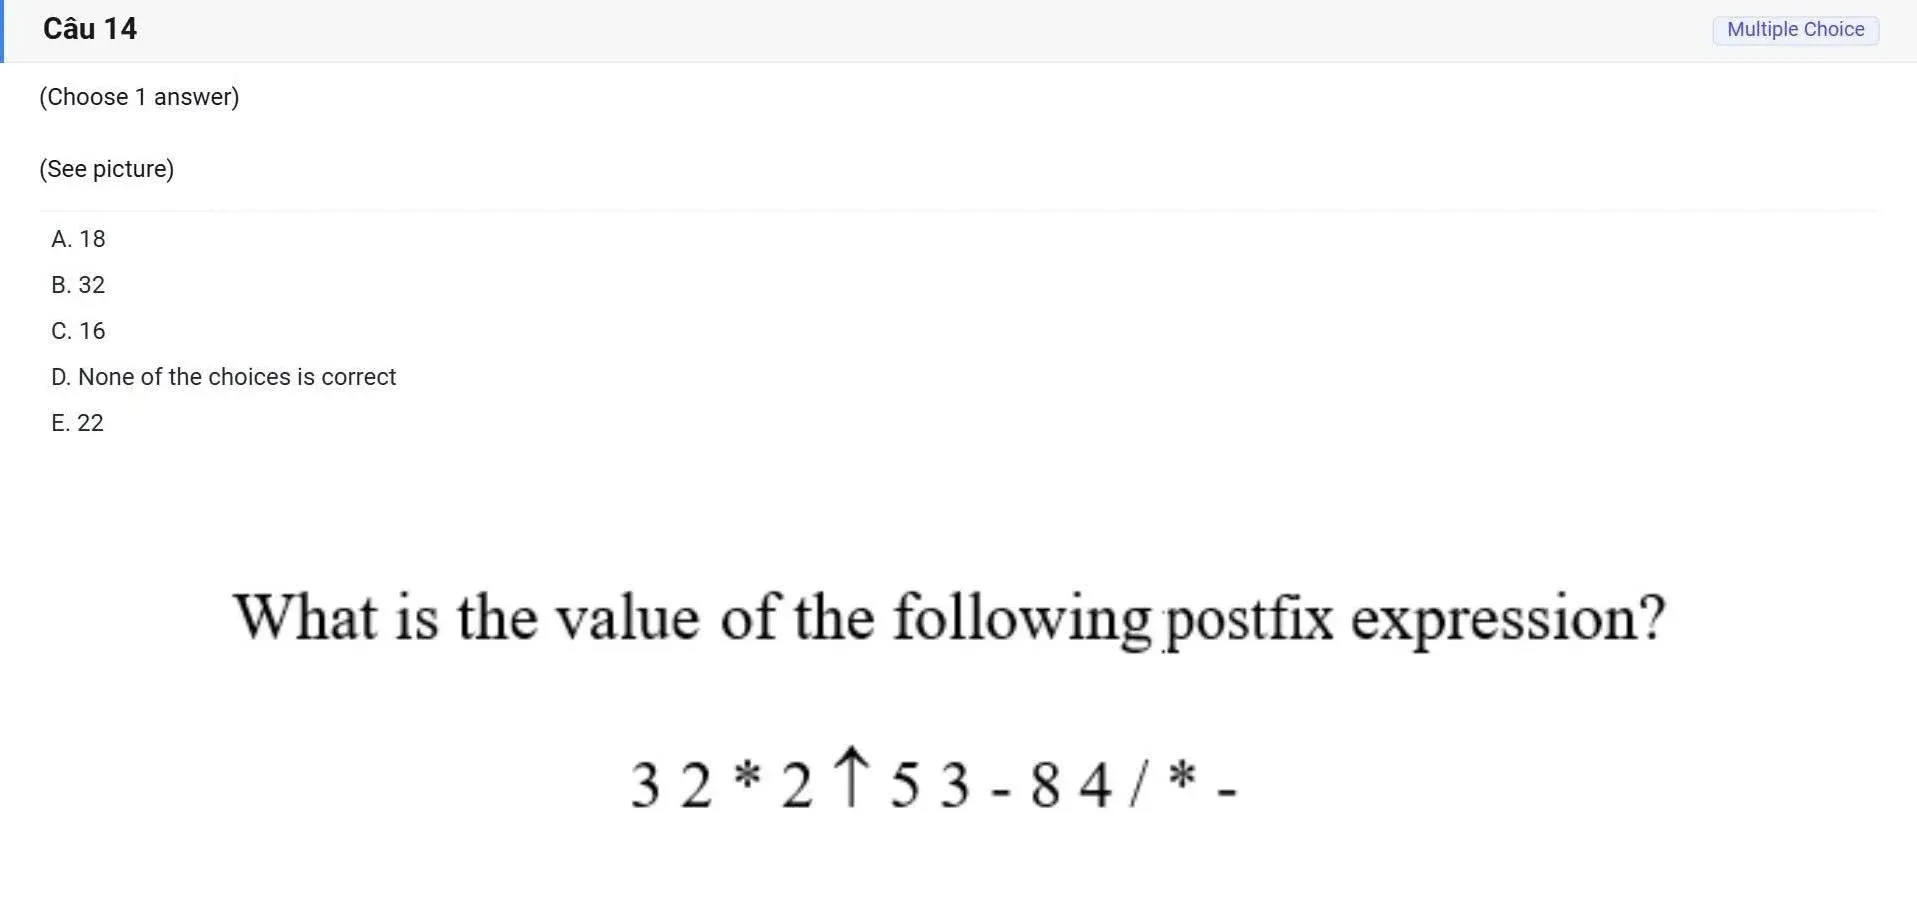 Câu 14
Multiple Choice
(Choose 1 answer)
(See picture)
A. 18
B. 32
C. 16
D. None of the choices is correct
E. 22
What is the value of the following postfix expression?
3 2 * 2 ↑ 5 3 - 8 4 / * -